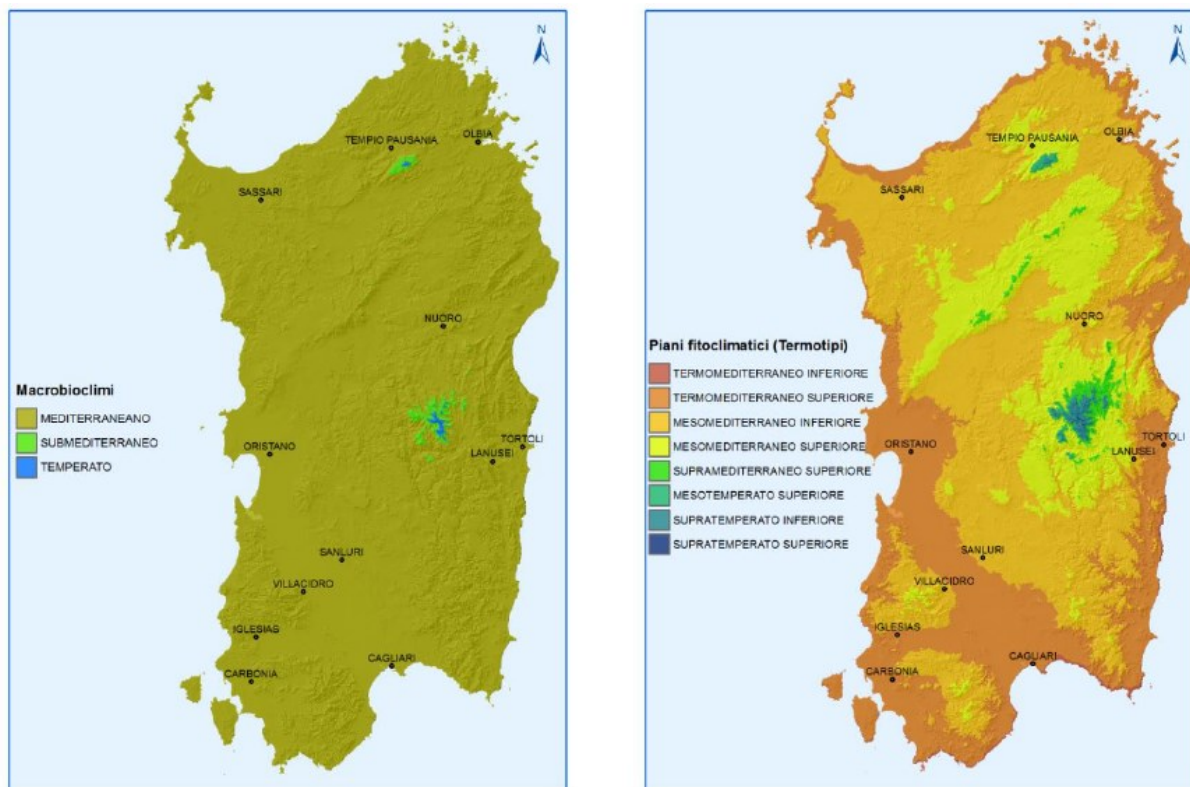 N
TEMPIO PAUSANIA
OLBIA
SASSARI
NUORO
Macrobioclimi
MEDITERRANEANO
SUBMEDITERRANEO
TEMPERATO
ORISTANO
TORTOLI
LANUSEI
SANLURI
VILLACIDRO
IGLESIAS
CAGLIARI
CARBONIA
N
TEMPIO PAUSANIA
OLBIA
SASSARI
NUORO
Piani fitoclimatici (Termotipi)
TERMOMEDITERRANEO INFERIORE
TERMOMEDITERRANEO SUPERIORE
MESOMEDITERRANEO INFERIORE
MESOMEDITERRANEO SUPERIORE
SUPRAMEDITERRANEO SUPERIORE
MESOTEMPERATO SUPERIORE
SUPRATEMPERATO INFERIORE
SUPRATEMPERATO SUPERIORE
ORISTANO
TORTOLI
LANUSEI
SANLURI
VILLACIDRO
IGLESIAS
CAGLIARI
CARBONIA